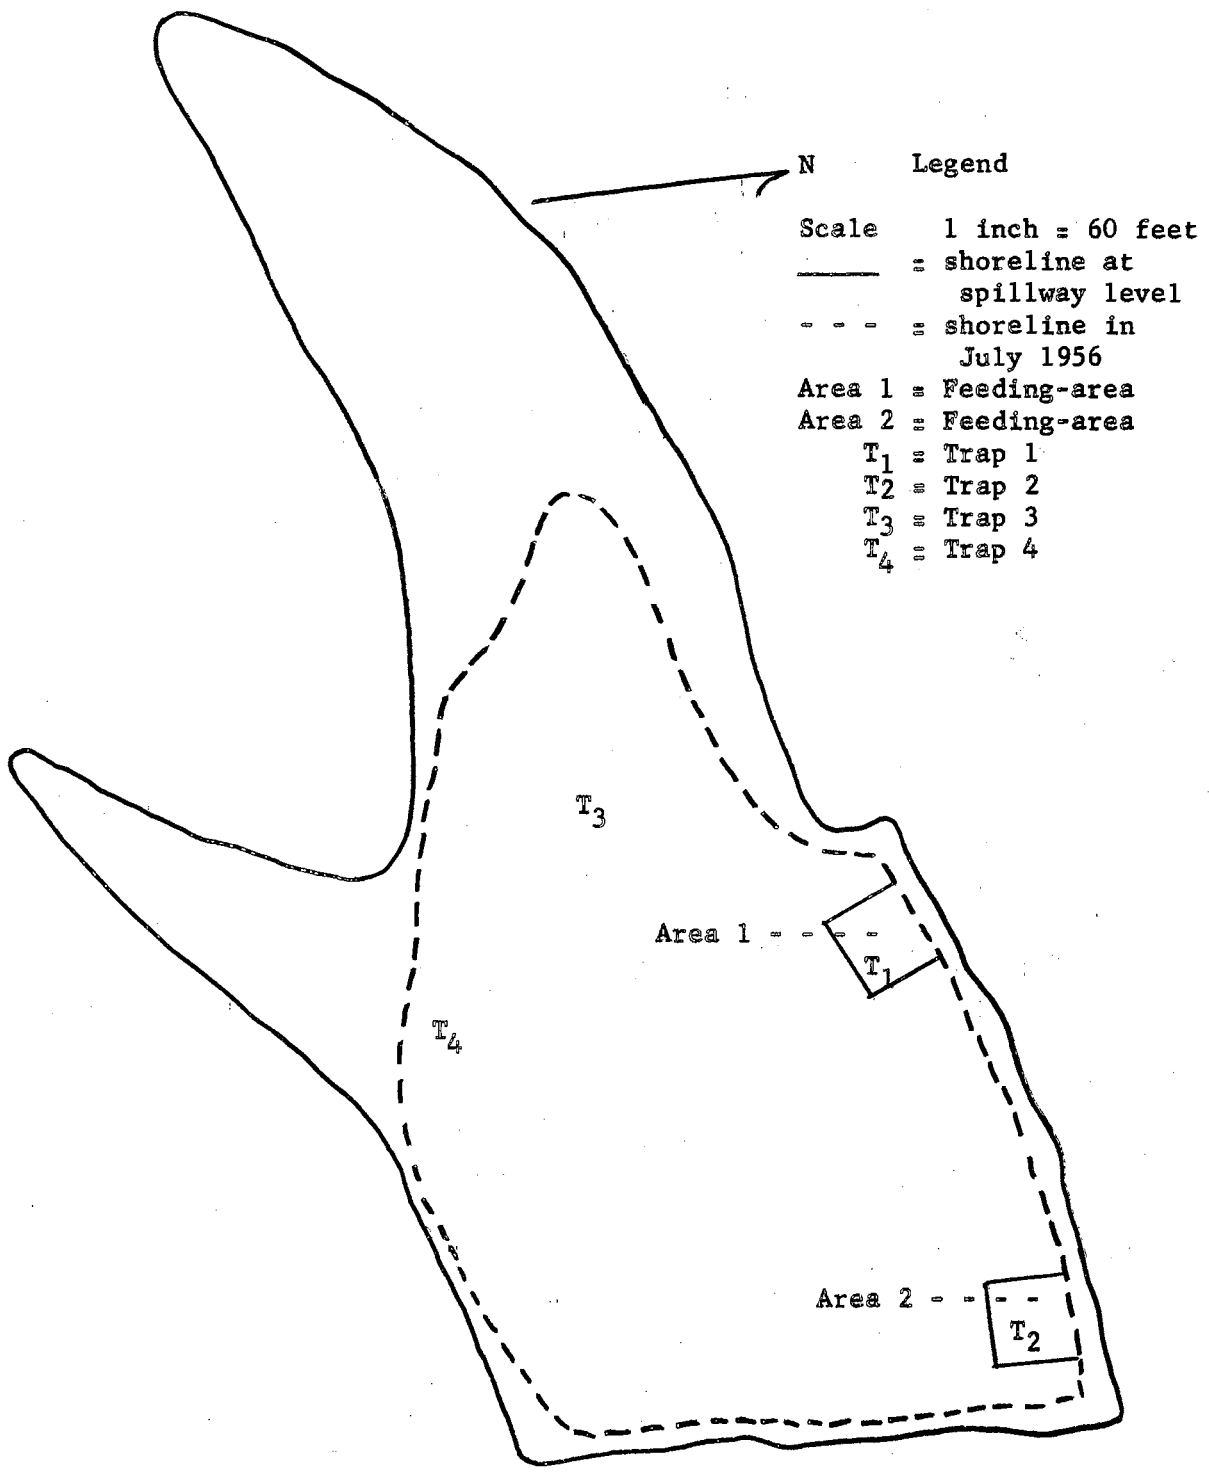 N Legend
Scale 1 inch = 60 feet
= shoreline at
spillway level
- - - = shoreline in
July 1956
Area 1 = Feeding-area
Area 2 = Feeding-area
T1 = Trap 1
T2 = Trap 2
T3 = Trap 3
T4 = Trap 4
T3
Area 1 - - - -
T1
T4
Area 2 - - - -
T2